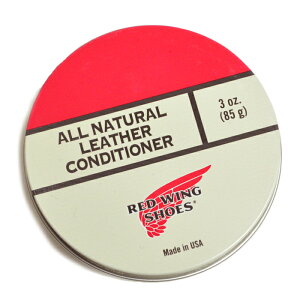 ALL NATURAL
LEATHER
CONDITIONER
3 oz.
(85 g)
RED WING
SHOES®
Made in USA